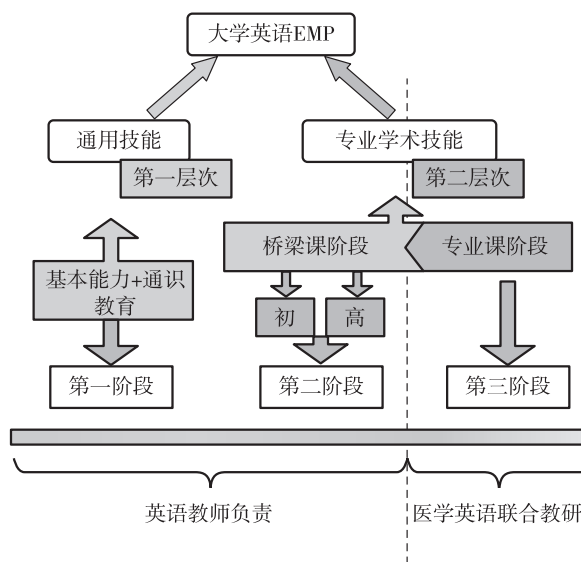 大学英语EMP
通用技能
专业学术技能
第一层次
第二层次
桥梁课阶段
专业课阶段
基本能力+通识
教育
初
高
第一阶段
第二阶段
第三阶段
英语教师负责
医学英语联合教研